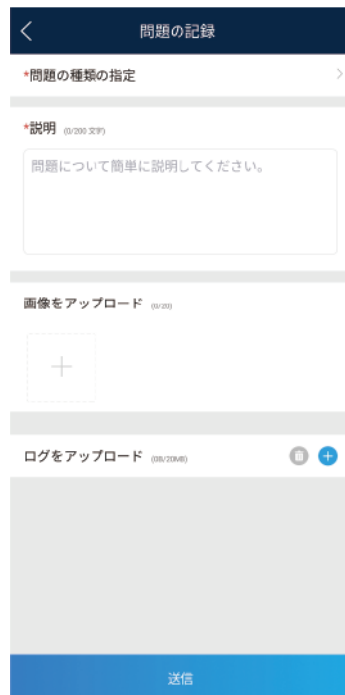 問題の記録
*問題の種類の指定
*説明 (0/200 文字)
問題について簡単に説明してください。
画像をアップロード (0/20)
ログをアップロード (0B/20MB)
送信